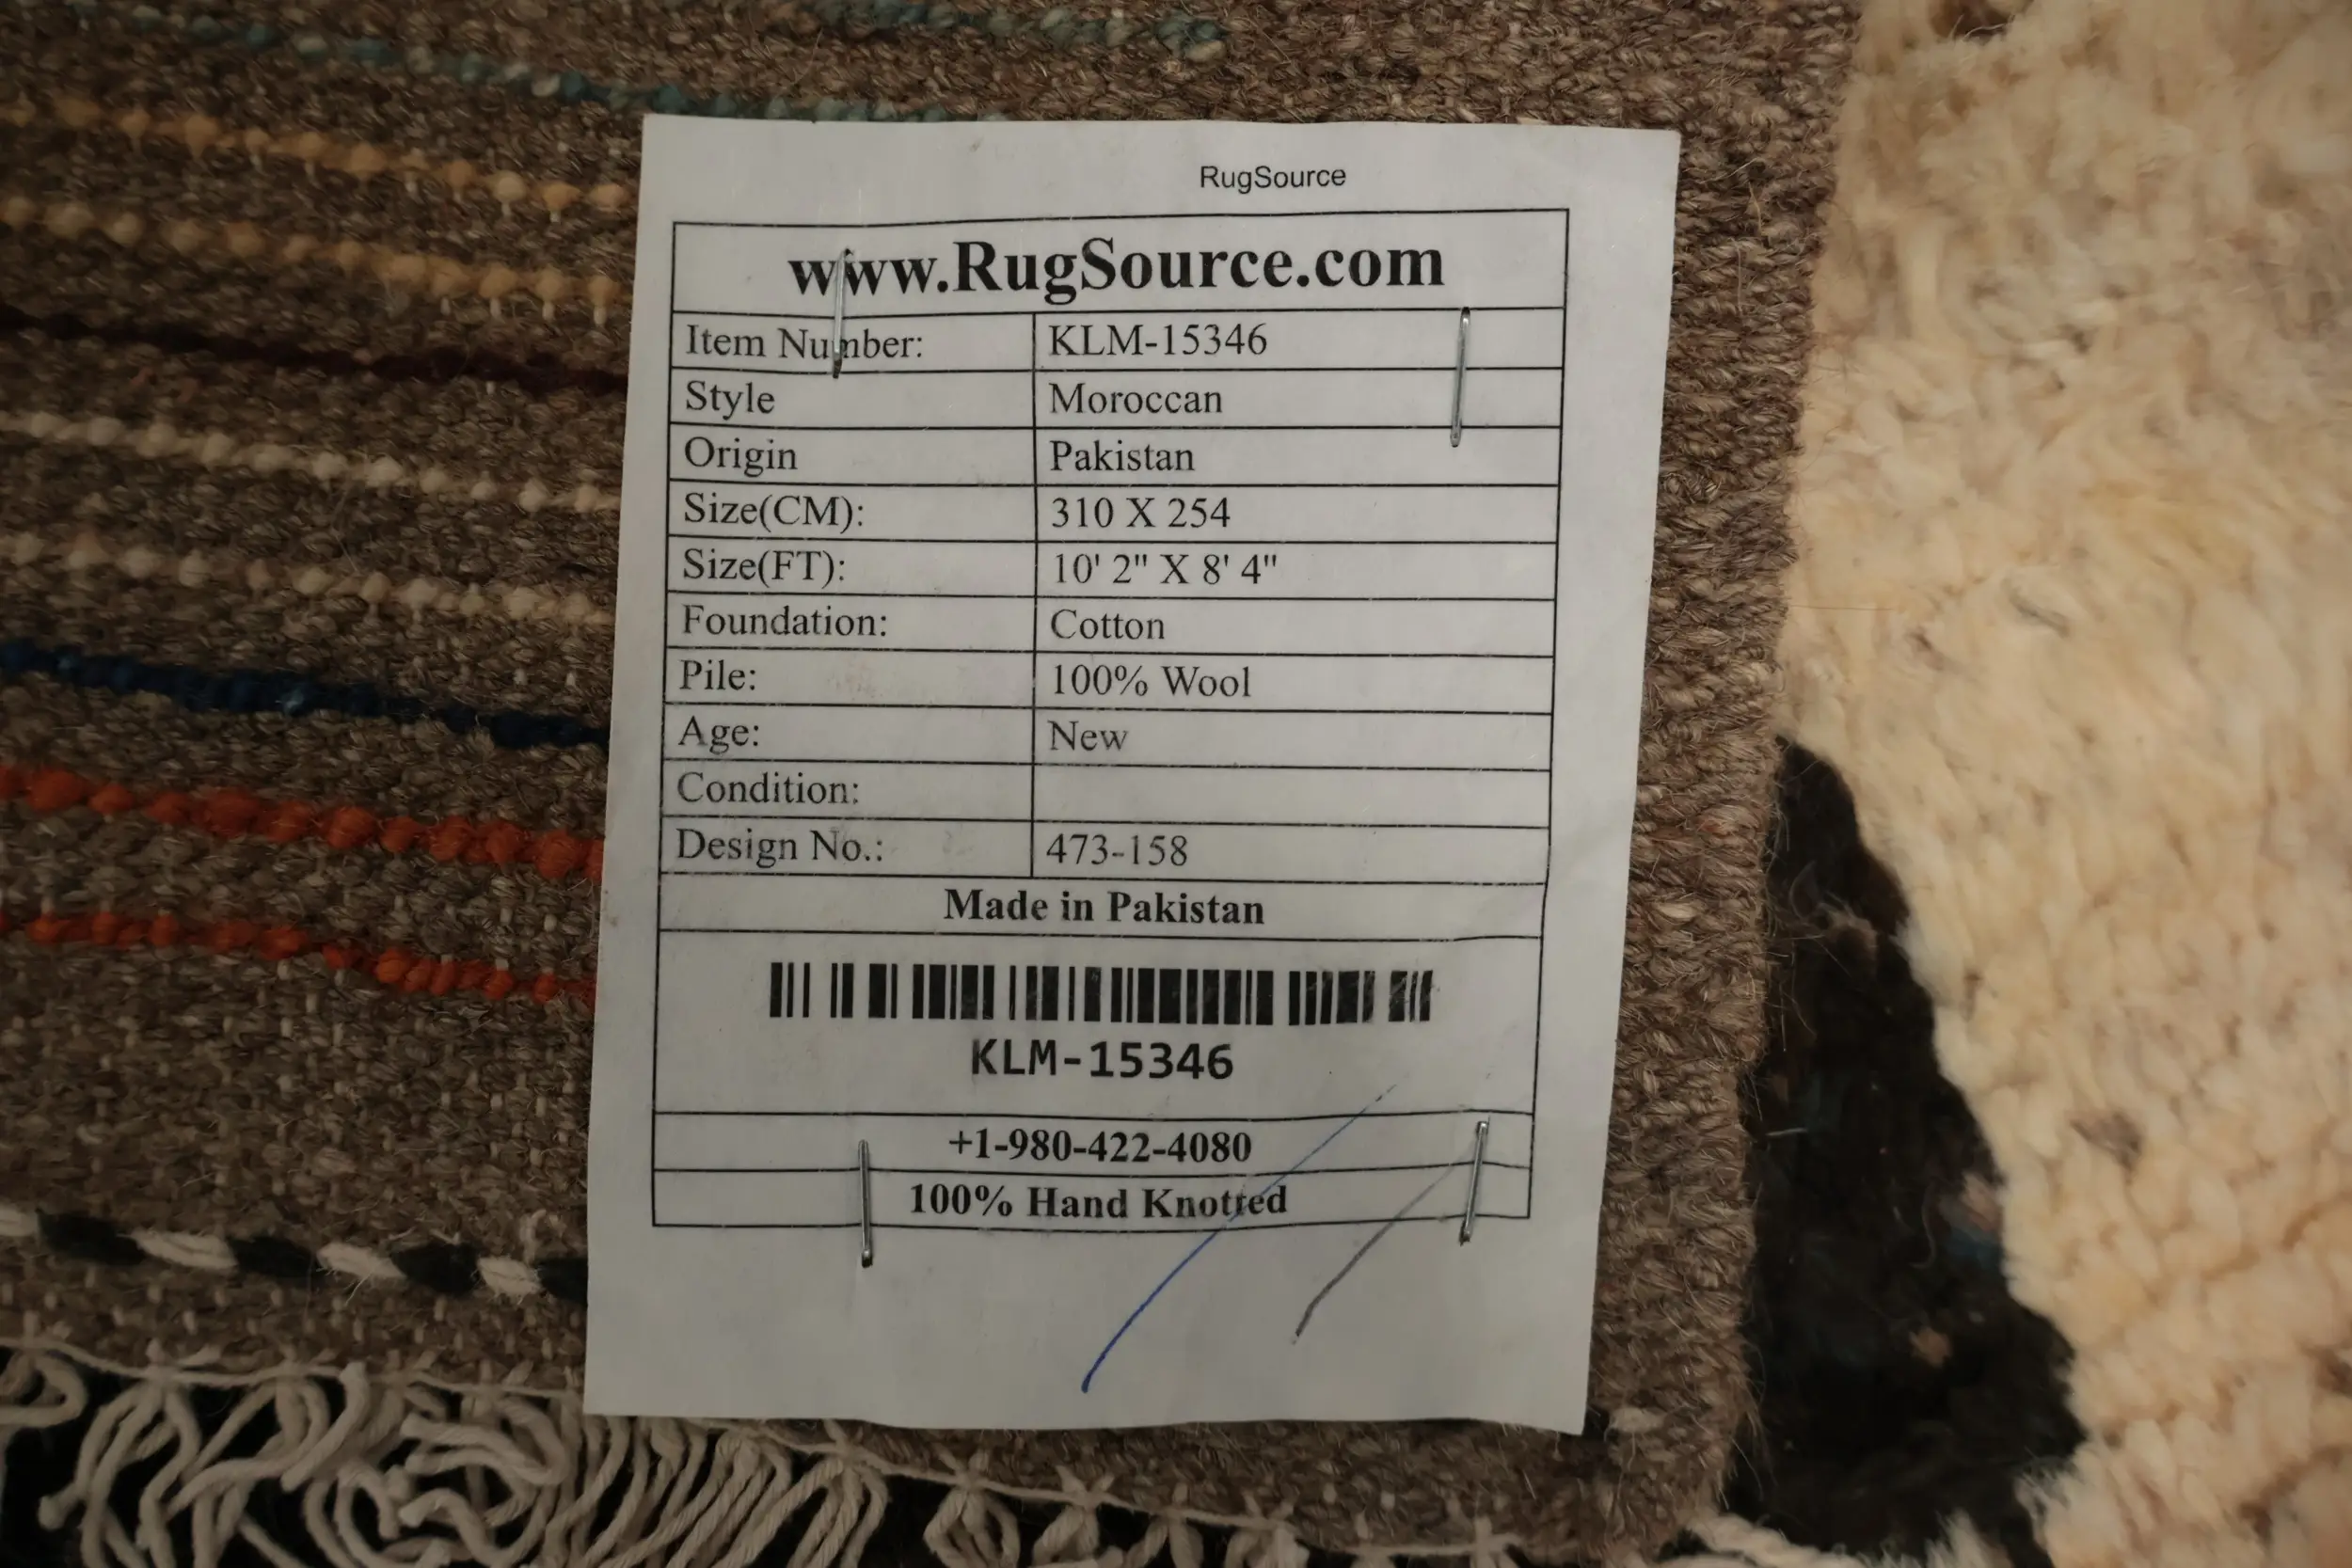 RugSource
www.RugSource.com
Item Number: KLM-15346
Style Moroccan
Origin Pakistan
Size(CM): 310 X 254
Size(FT): 10' 2" X 8' 4"
Foundation: Cotton
Pile: 100% Wool
Age: New
Condition:
Design No.: 473-158
Made in Pakistan
KLM-15346
+1-980-422-4080
100% Hand Knotted